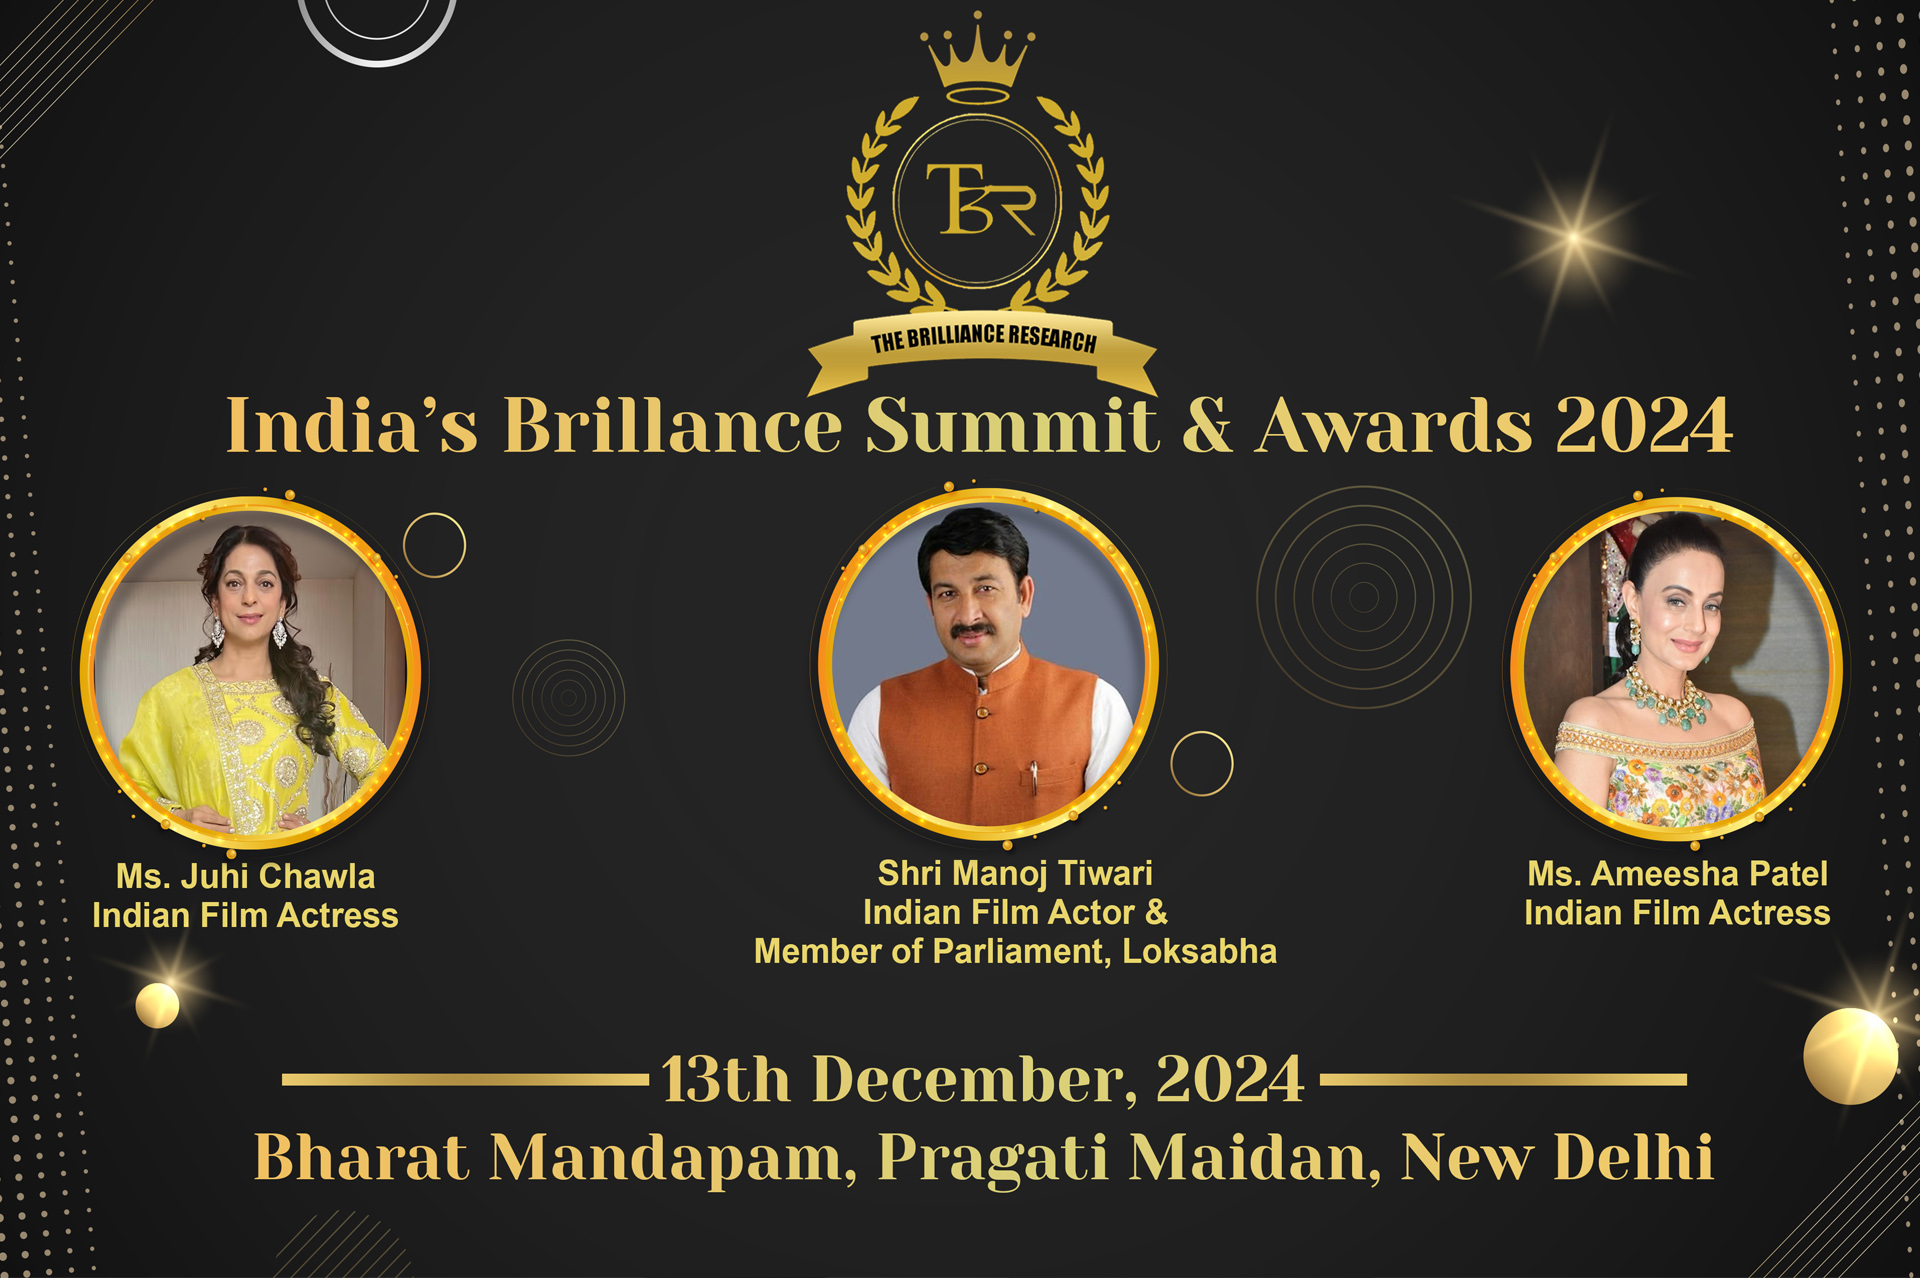 TBR
THE BRILLIANCE RESEARCH
India's Brillance Summit & Awards 2024
Ms. Juhi Chawla
Indian Film Actress
Shri Manoj Tiwari
Indian Film Actor &
Member of Parliament, Loksabha
Ms. Ameesha Patel
Indian Film Actress
13th December, 2024
Bharat Mandapam, Pragati Maidan, New Delhi